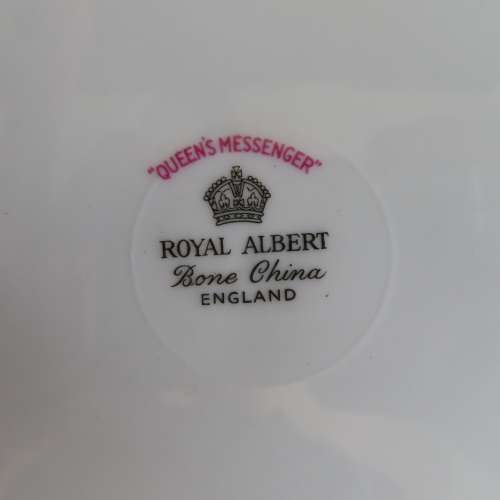 "QUEEN'S MESSENGER"
ROYAL ALBERT
Bone China
ENGLAND